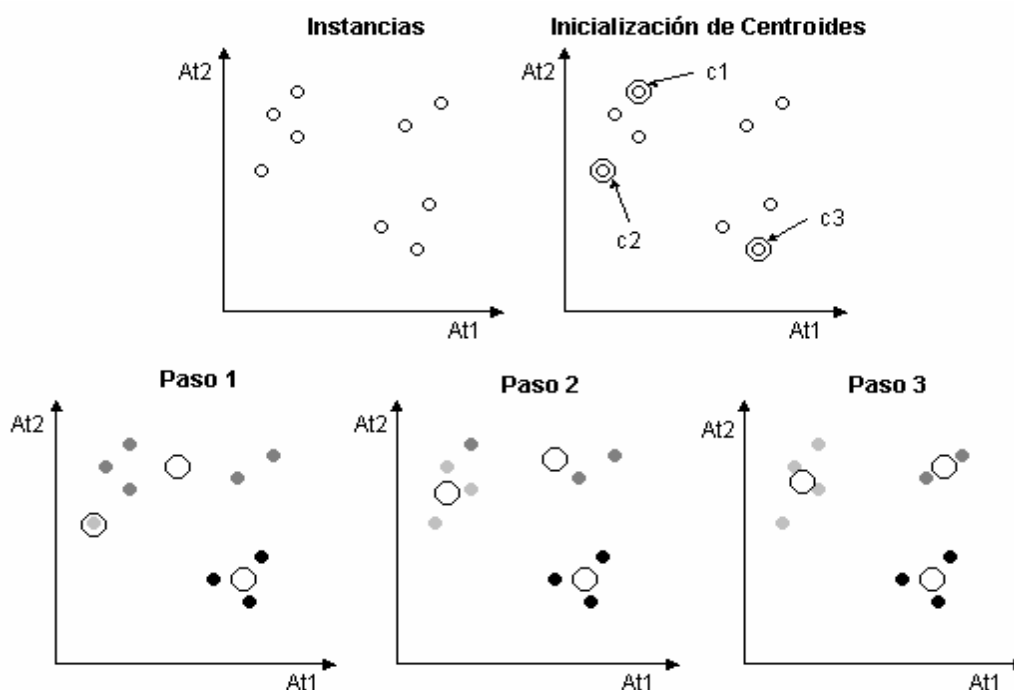 Instancias
Inicialización de Centroides
At2
At2
c1
c2
c3
At1
At1
Paso 1
Paso 2
Paso 3
At2
At2
At2
At1
At1
At1